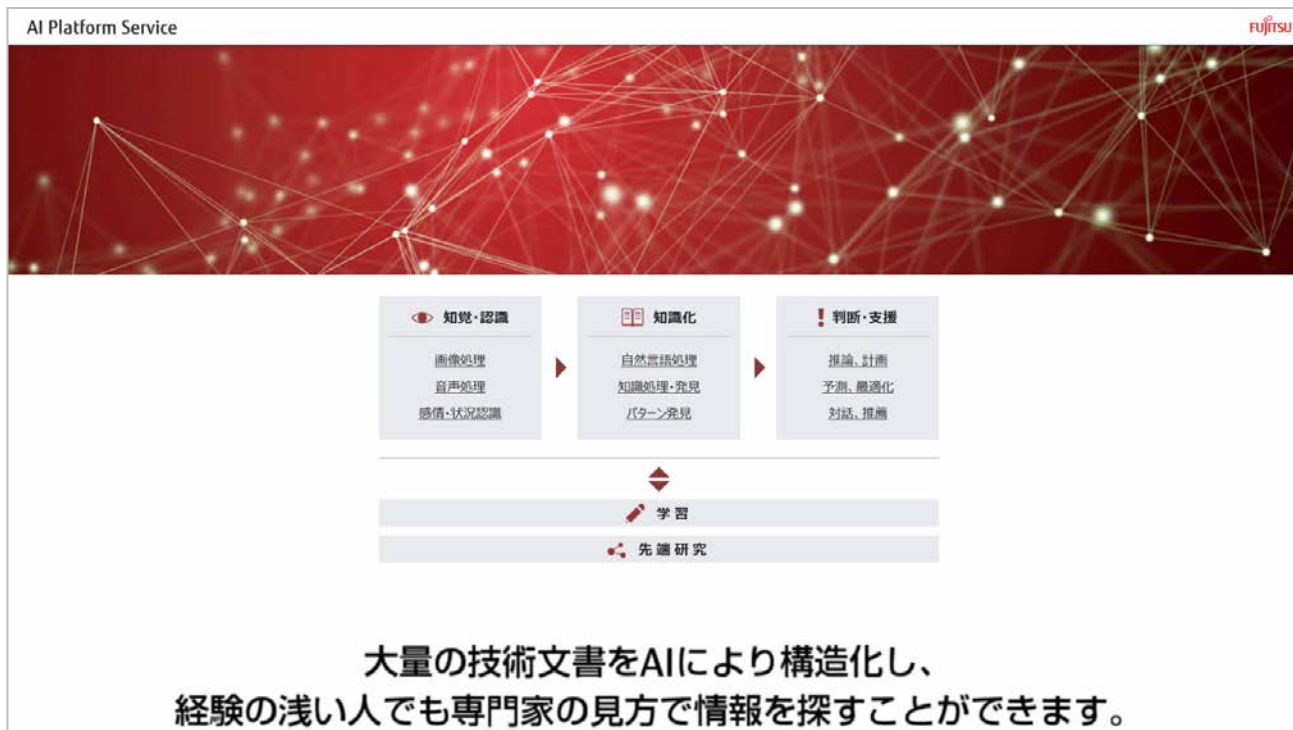 AI Platform Service
FUJITSU
知覚・認識
画像処理
音声処理
感情・状況認識
知識化
自然言語処理
知識処理・発見
パターン発見
判断・支援
推論、計画
予測、最適化
対話、推薦
学習
先端研究
大量の技術文書をAIにより構造化し、
経験の浅い人でも専門家の見方で情報を探すことができます。